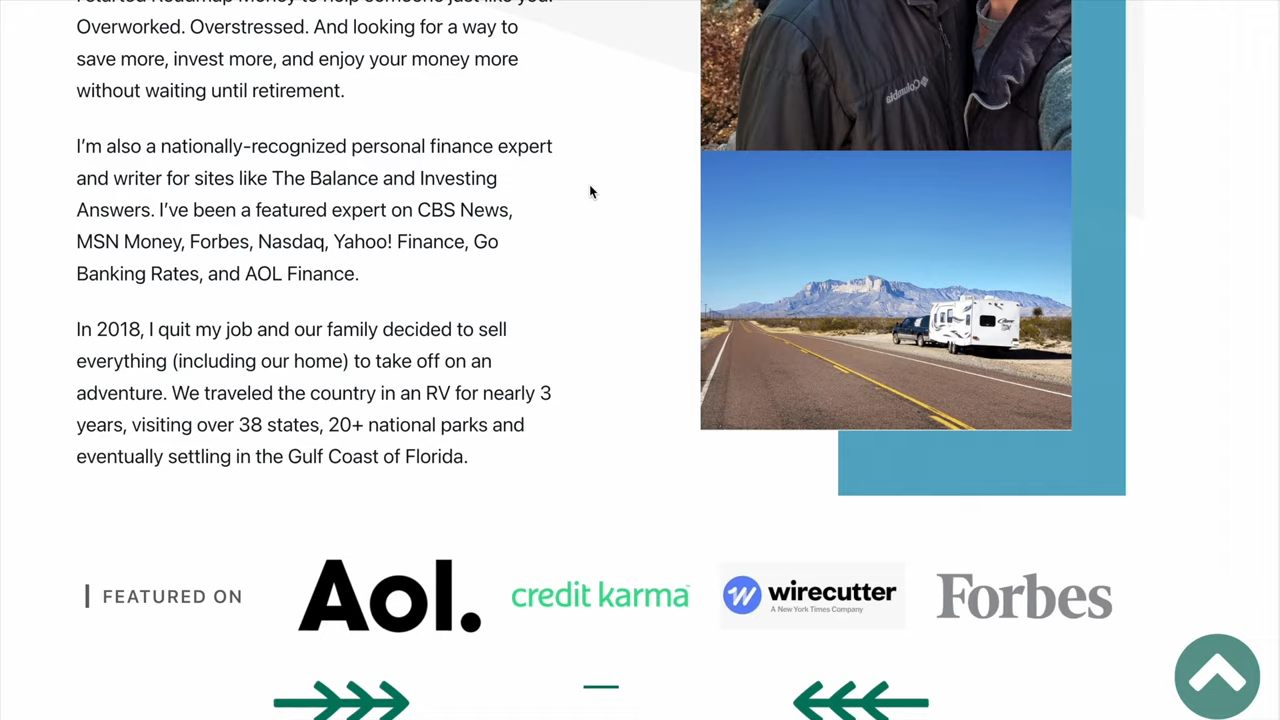 Overworked. Overstressed. And looking for a way to
save more, invest more, and enjoy your money more
without waiting until retirement.
I'm also a nationally-recognized personal finance expert
and writer for sites like The Balance and Investing
Answers. I've been a featured expert on CBS News,
MSN Money, Forbes, Nasdaq, Yahoo! Finance, Go
Banking Rates, and AOL Finance.
In 2018, I quit my job and our family decided to sell
everything (including our home) to take off on an
adventure. We traveled the country in an RV for nearly 3
years, visiting over 38 states, 20+ national parks and
eventually settling in the Gulf Coast of Florida.
Columbia
FEATURED ON
Aol.
credit karma™
wirecutter
A New York Times Company
Forbes